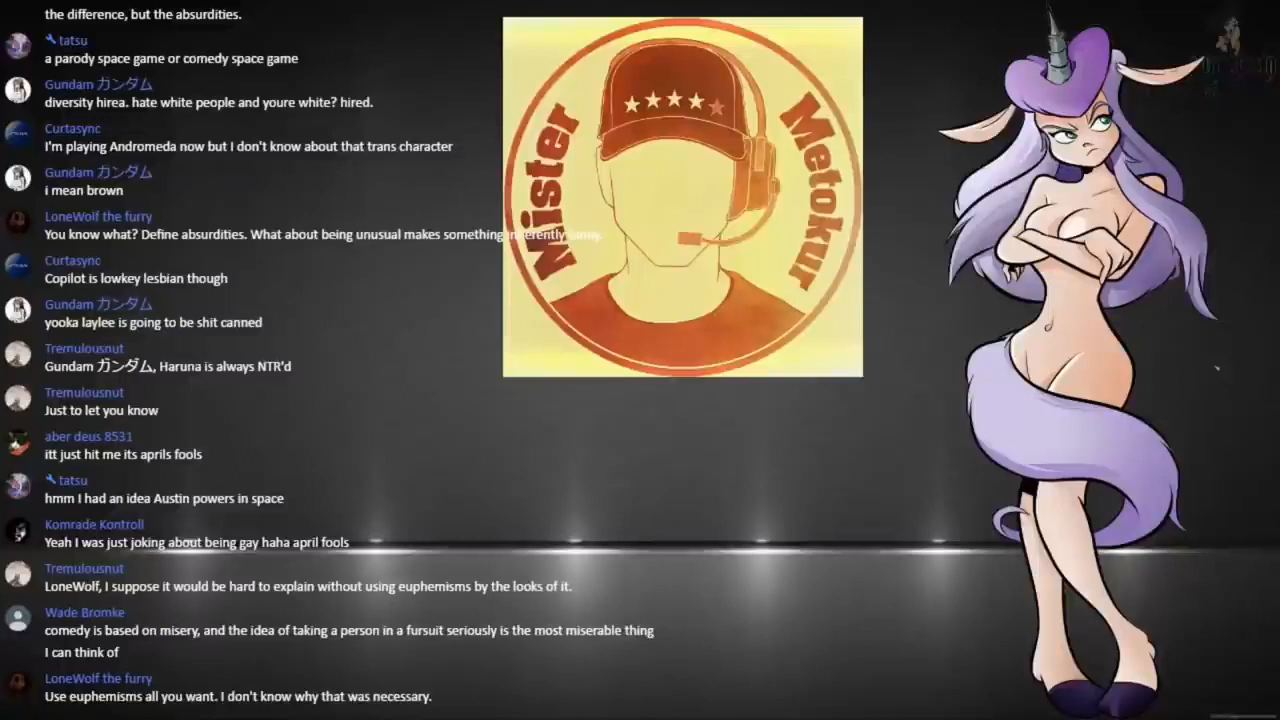 the difference, but the absurdities.
tatsu
a parody space game or comedy space game
Gundam ガンダム
diversity hirea. hate white people and youre white? hired.
Curtasync
I'm playing Andromeda now but I don't know about that trans character
Gundam ガンダム
i mean brown
LoneWolf the furry
You know what? Define absurdities. What about being unusual makes something inherently funny.
Curtasync
Copilot is lowkey lesbian though
Gundam ガンダム
yooka laylee is going to be shit canned
Tremulousnut
Gundam ガンダム, Haruna is always NTR'd
Tremulousnut
Just to let you know
aber deus 8531
itt just hit me its aprils fools
tatsu
hmm I had an idea Austin powers in space
Komrade Kontroll
Yeah I was just joking about being gay haha april fools
Tremulousnut
LoneWolf, I suppose it would be hard to explain without using euphemisms by the looks of it.
Wade Bromke
comedy is based on misery, and the idea of taking a person in a fursuit seriously is the most miserable thing
I can think of
LoneWolf the furry
Use euphemisms all you want. I don't know why that was necessary.
Mister
Metokur